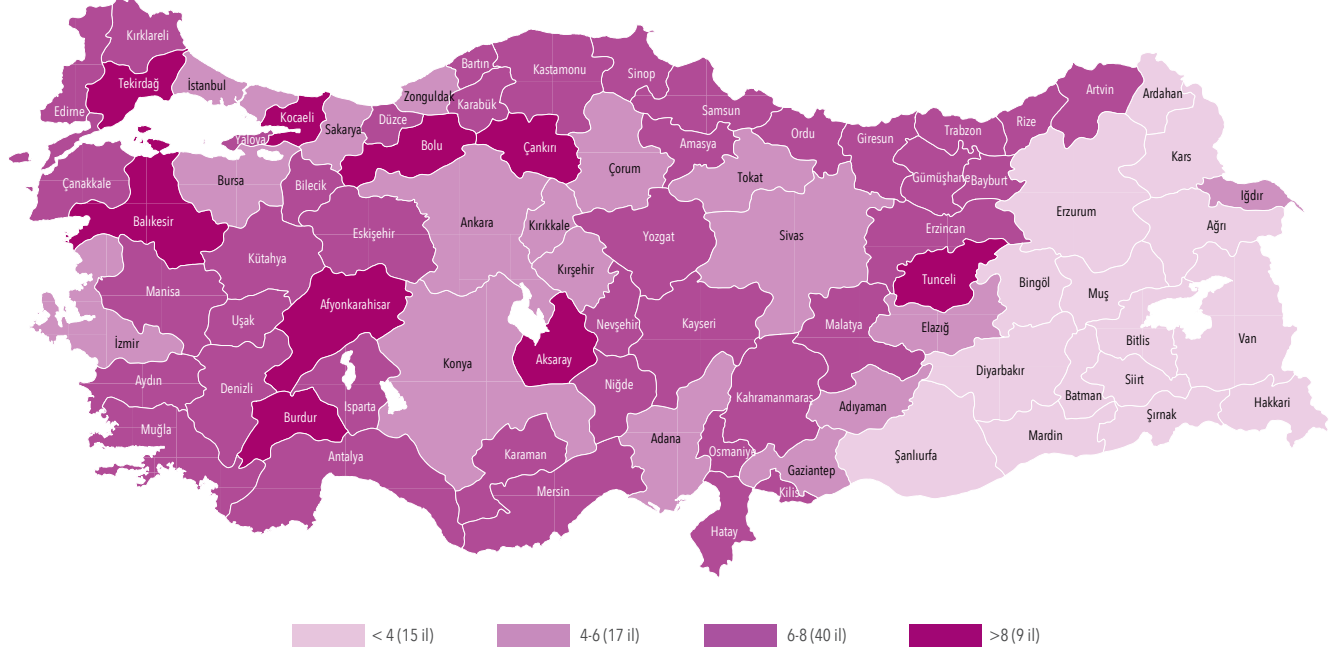 Kırklareli
Tekirdağ
İstanbul
Edirne
Kocaeli
Yalova
Sakarya
Düzce
Zonguldak
Bartın
Karabük
Kastamonu
Sinop
Samsun
Bolu
Çankırı
Çorum
Amasya
Ordu
Giresun
Trabzon
Rize
Artvin
Ardahan
Kars
Iğdır
Çanakkale
Balıkesir
Bursa
Bilecik
Eskişehir
Ankara
Kırıkkale
Kırşehir
Yozgat
Tokat
Sivas
Gümüşhane
Bayburt
Erzincan
Erzurum
Ağrı
Kütahya
Manisa
Uşak
Afyonkarahisar
İzmir
Aydın
Denizli
Muğla
Burdur
Isparta
Antalya
Konya
Aksaray
Nevşehir
Kayseri
Niğde
Karaman
Mersin
Adana
Kahramanmaraş
Osmaniye
Hatay
Kilis
Gaziantep
Adıyaman
Malatya
Elazığ
Tunceli
Bingöl
Muş
Bitlis
Van
Diyarbakır
Batman
Siirt
Şırnak
Hakkari
Mardin
Şanlıurfa
< 4 (15 il)
4-6 (17 il)
6-8 (40 il)
>8 (9 il)